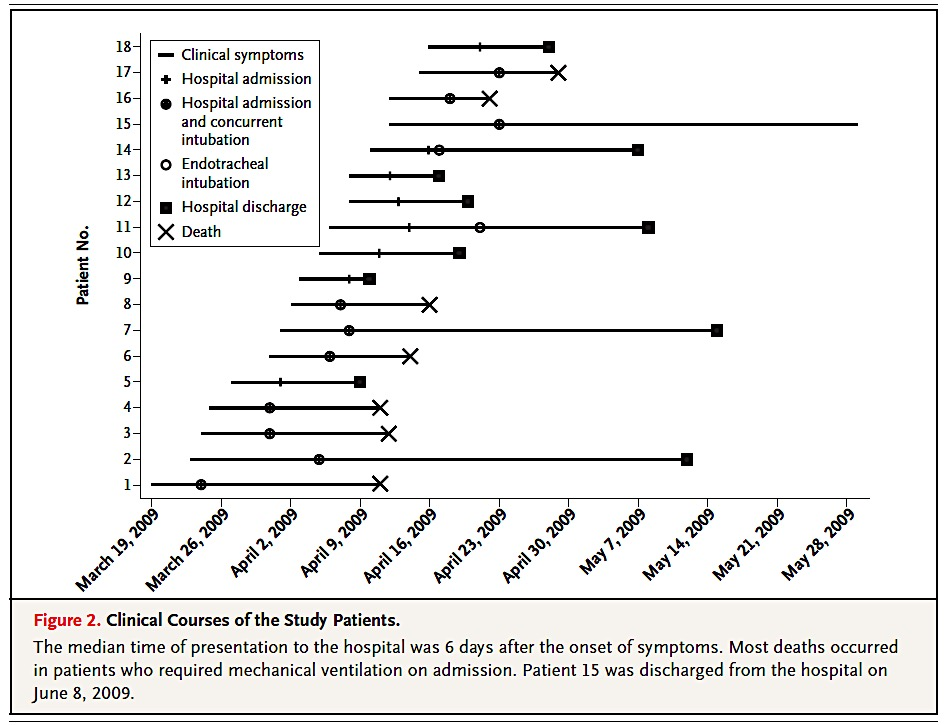 18
17
16
15
14
13
12
11
10
9
8
7
6
5
4
3
2
1
Patient No.
Clinical symptoms
Hospital admission
Hospital admission
and concurrent
intubation
Endotracheal
intubation
Hospital discharge
Death
March 19, 2009
March 26, 2009
April 2, 2009
April 9, 2009
April 16, 2009
April 23, 2009
April 30, 2009
May 7, 2009
May 14, 2009
May 21, 2009
May 28, 2009
Figure 2. Clinical Courses of the Study Patients.
The median time of presentation to the hospital was 6 days after the onset of symptoms. Most deaths occurred
in patients who required mechanical ventilation on admission. Patient 15 was discharged from the hospital on
June 8, 2009.